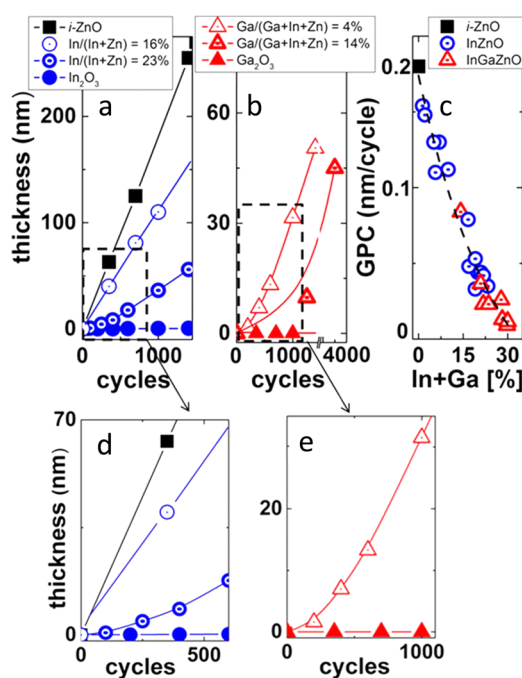 i-ZnO
In/(In+Zn) = 16%
In/(In+Zn) = 23%
In₂O₃
Ga/(Ga+In+Zn) = 4%
Ga/(Ga+In+Zn) = 14%
Ga₂O₃
i-ZnO
InZnO
InGaZnO
a
b
c
thickness (nm)
200
100
0
0
1000
cycles
60
30
0
0
1000
0
4000
cycles
GPC (nm/cycle)
0.2
0.1
0.0
0
15
30
In+Ga [%]
d
e
thickness (nm)
70
0
0
500
cycles
20
0
0
1000
cycles